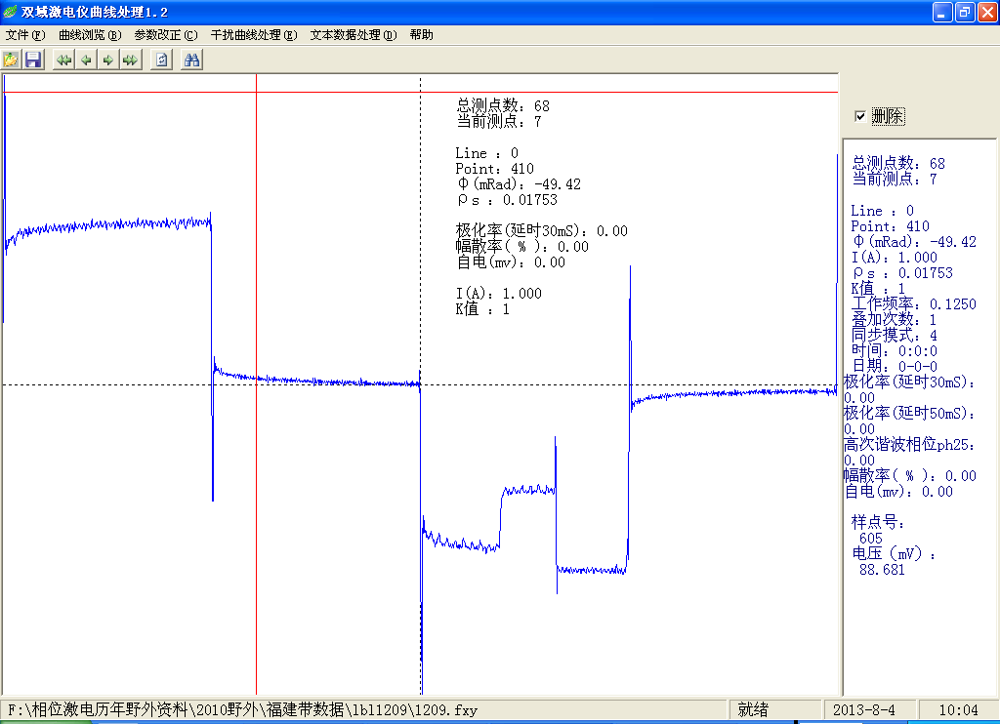 双域激电仪曲线处理1.2
文件(F) 曲线浏览(B) 参数改正(C) 干扰曲线处理(E) 文本数据处理(D) 帮助
总测点数: 68
当前测点: 7
Line : 0
Point: 410
Φ(mRad): -49.42
ρs : 0.01753
极化率(延时30mS): 0.00
幅散率( % ): 0.00
自电(mv): 0.00
I(A): 1.000
K值 : 1
删除
总测点数: 68
当前测点: 7
Line : 0
Point: 410
Φ(mRad): -49.42
I(A): 1.000
ρs : 0.01753
K值 : 1
工作频率: 0.1250
叠加次数: 1
同步摸式: 4
时间: 0:0:0
日期: 0-0-0
极化率(延时30mS):
0.00
极化率(延时50mS):
0.00
高次谐波相位ph25:
0.00
幅散率( % ): 0.00
自电(mv): 0.00
样点号:
605
电压（mV）:
88.681
F:\相位激电历年野外资料\2010野外\福建带数据\lbl1209\1209.fxy 就绪 2013-8-4 10:04